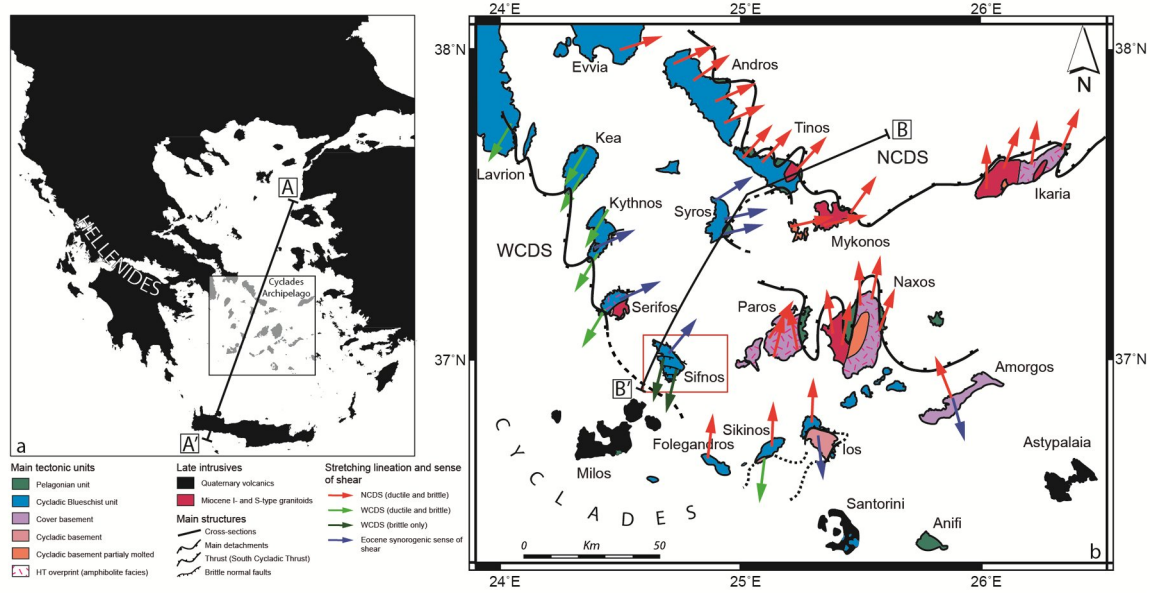 A
HELLENIDES
Cyclades
Archipelago
A'
a
Main tectonic units
Pelagonian unit
Cycladic Blueschist unit
Cover basement
Cycladic basement
Cycladic basement partially molted
HT overprint (amphibolite facies)
Late intrusives
Quaternary volcanics
Miocene I- and S-type granitoids
Main structures
Cross-sections
Main detachments
Thrust (South Cycladic Thrust)
Brittle normal faults
Stretching lineation and sense
of shear
NCDS (ductile and brittle)
WCDS (ductile and brittle)
WCDS (brittle only)
Eocene synorogenic sense of
shear
24°E
25°E
26°E
38°N
38°N
Evvia
Andros
N
Kea
Tinos
B
NCDS
Lavrion
Ikaria
Kythnos
Syros
WCDS
Mykonos
Naxos
Serifos
Paros
37°N
37°N
Sifnos
Amorgos
B'
Sikinos
Folegandros
Ios
Astypalaia
Milos
CYCLADES
Santorini
Anifi
0
Km
50
b
24°E
25°E
26°E